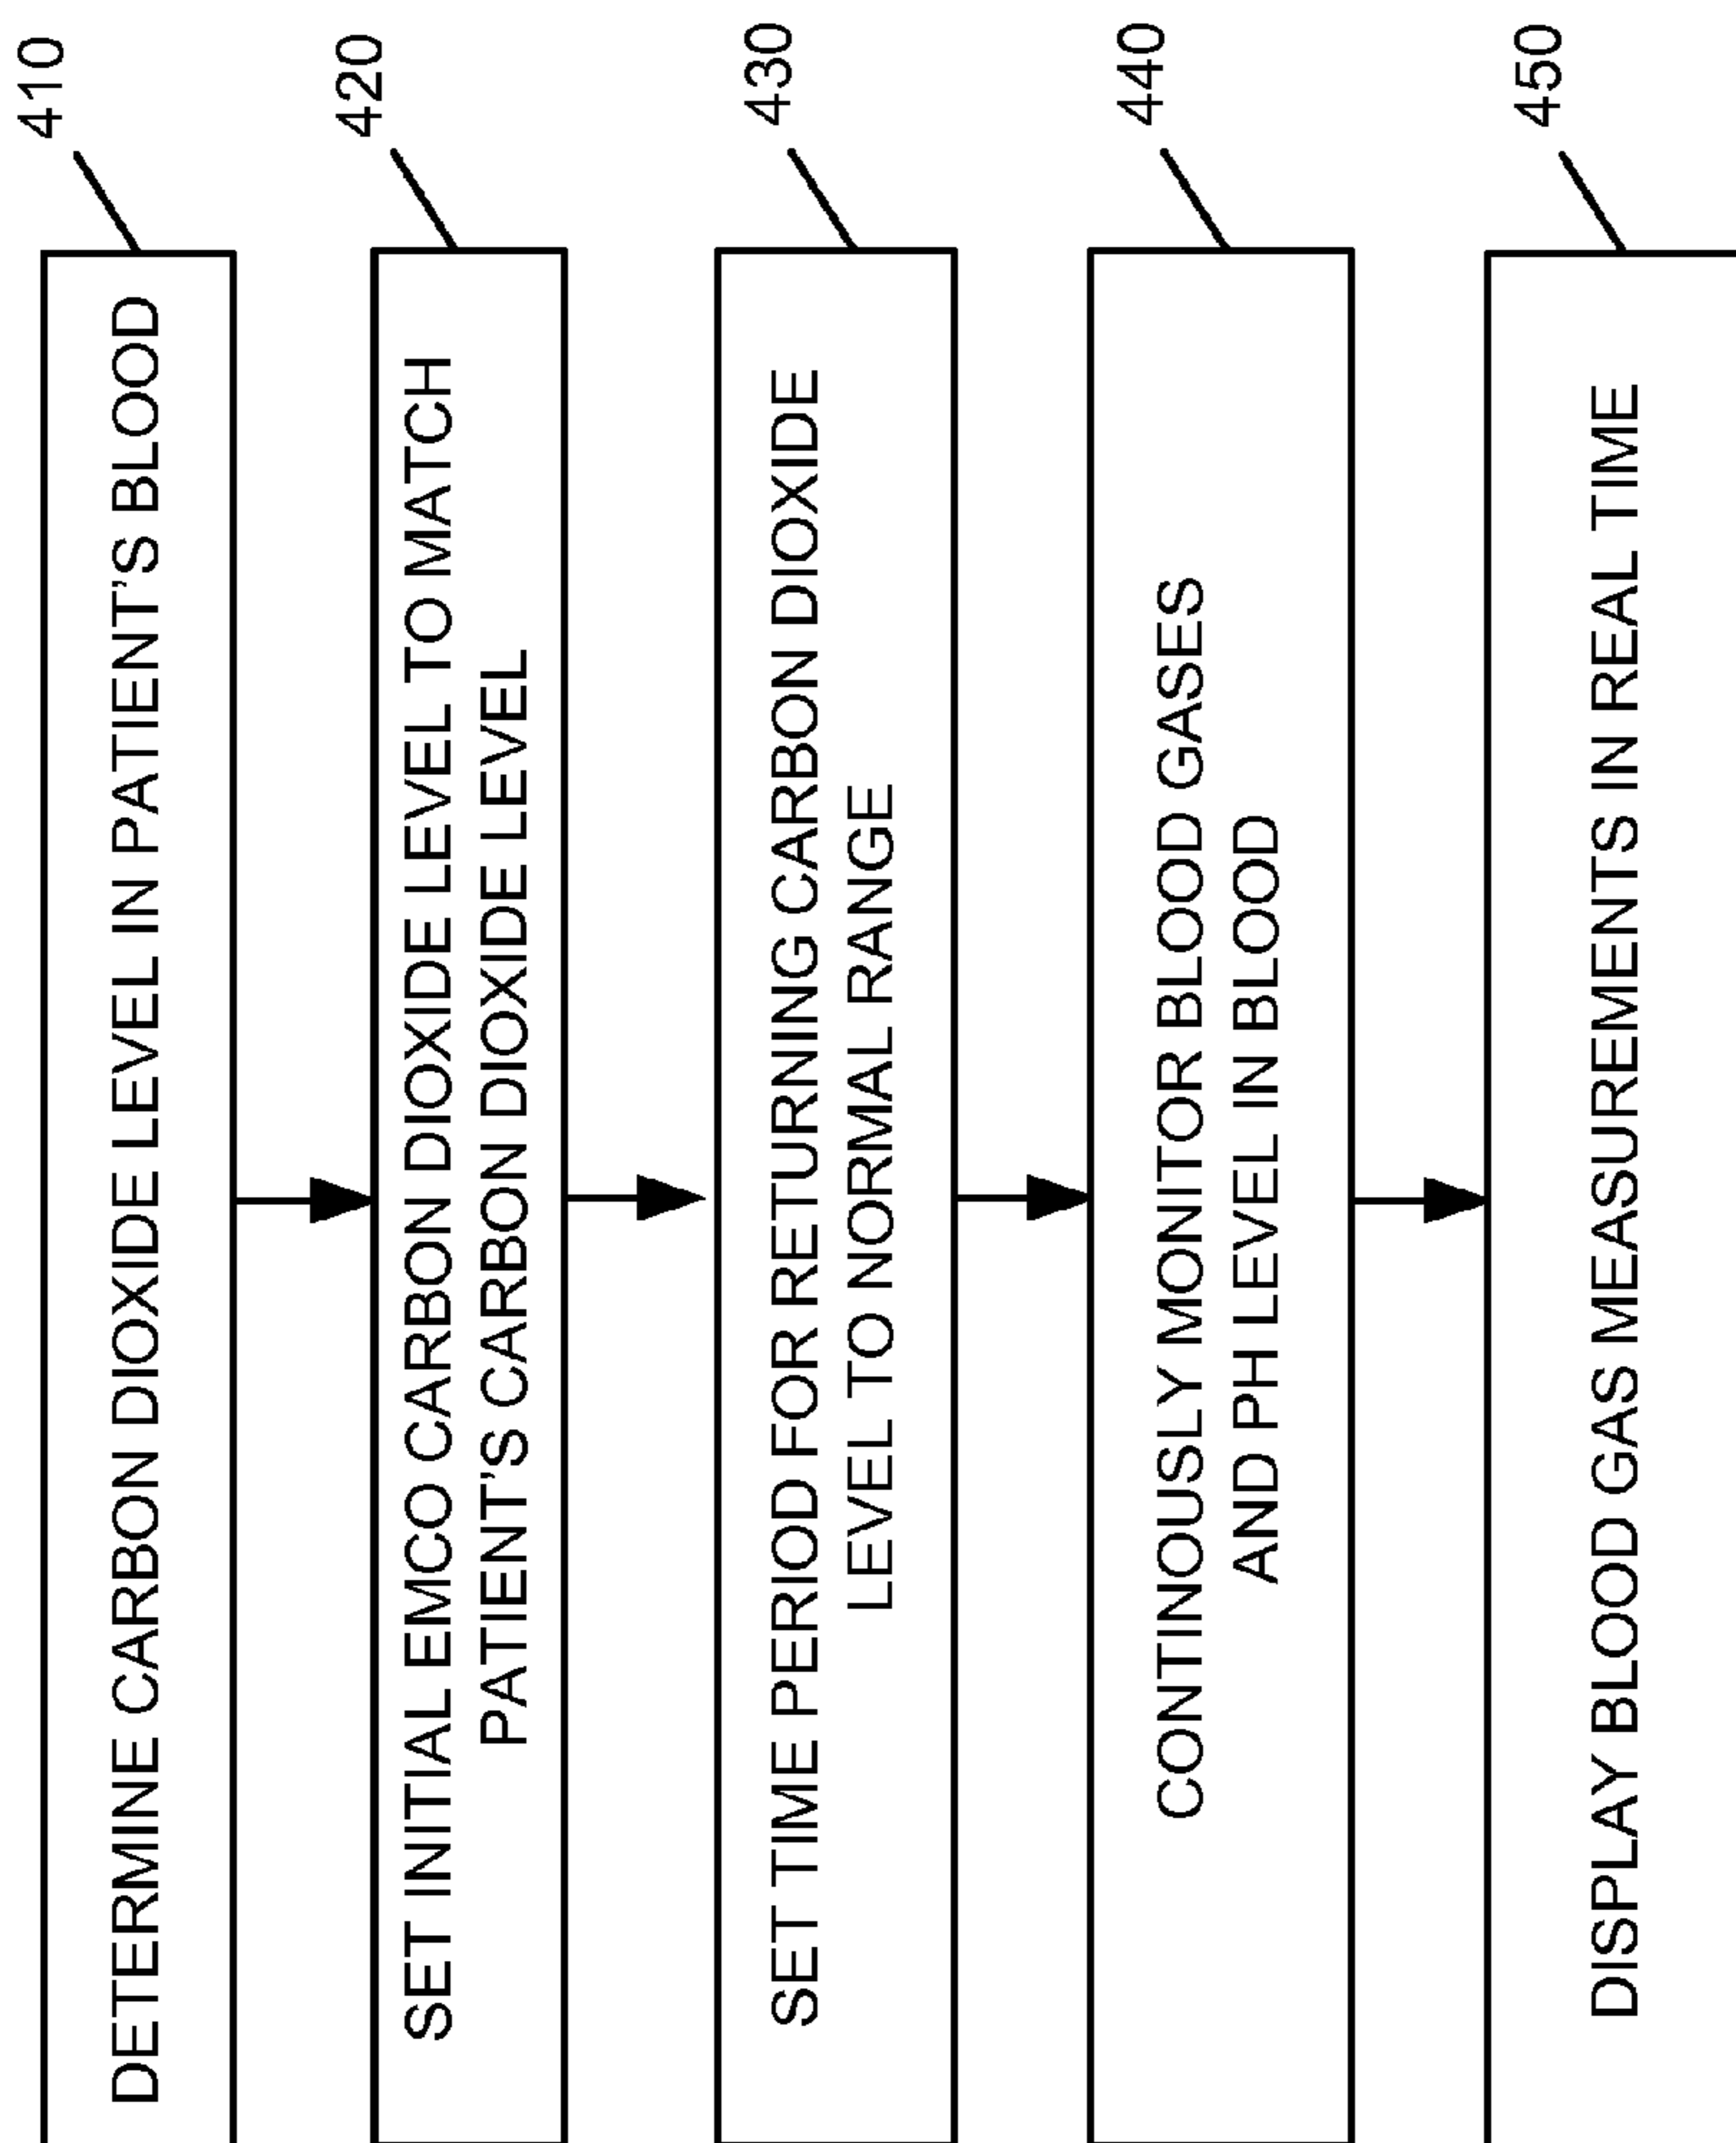 410
DETERMINE CARBON DIOXIDE LEVEL IN PATIENT'S BLOOD
420
SET INITIAL EMCO CARBON DIOXIDE LEVEL TO MATCH
PATIENT'S CARBON DIOXIDE LEVEL
430
SET TIME PERIOD FOR RETURNING CARBON DIOXIDE
LEVEL TO NORMAL RANGE
440
CONTINOUSLY MONITOR BLOOD GASES
AND PH LEVEL IN BLOOD
450
DISPLAY BLOOD GAS MEASUREMENTS IN REAL TIME